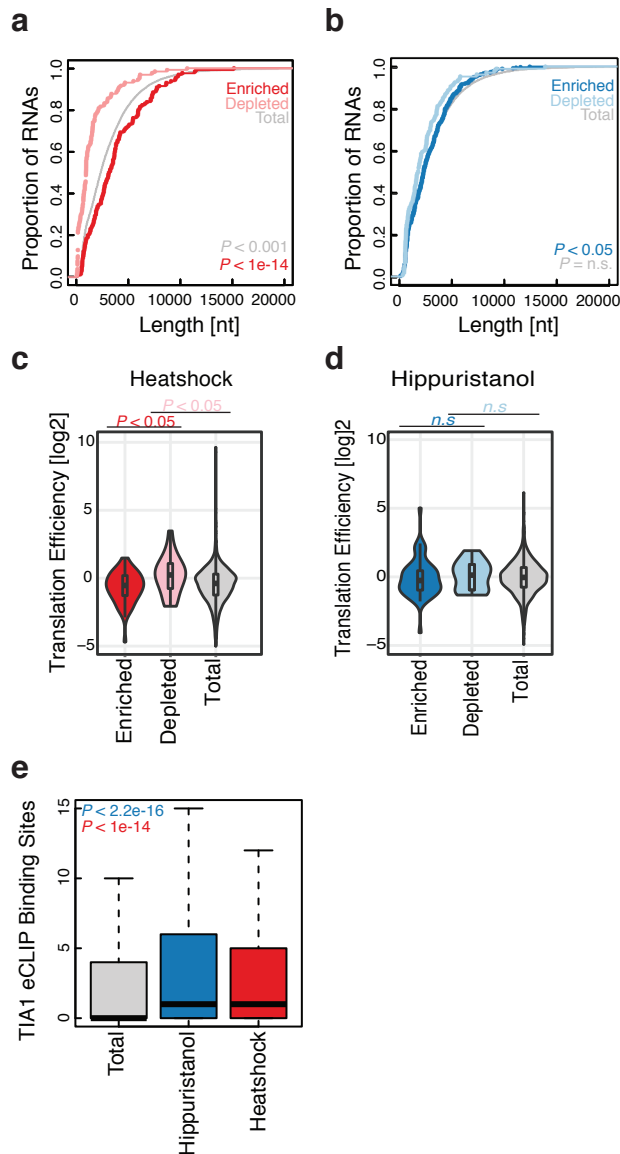 a
Proportion of RNAs
1.0
0.8
0.6
0.4
0.2
0.0
Enriched
Depleted
Total
P < 0.001
P < 1e-14
0 5000 10000 15000 20000
Length [nt]
b
Proportion of RNAs
1.0
0.8
0.6
0.4
0.2
0.0
Enriched
Depleted
Total
P < 0.05
P = n.s.
0 5000 10000 15000 20000
Length [nt]
c
Heatshock
P < 0.05
P < 0.05
Translation Efficiency [log2]
10
5
0
−5
Enriched
Depleted
Total
d
Hippuristanol
n.s
n.s
Translation Efficiency [log]2
10
5
0
−5
Enriched
Depleted
Total
e
TIA1 eCLIP Binding Sites
15
10
5
0
P < 2.2e-16
P < 1e-14
Total
Hippuristanol
Heatshock